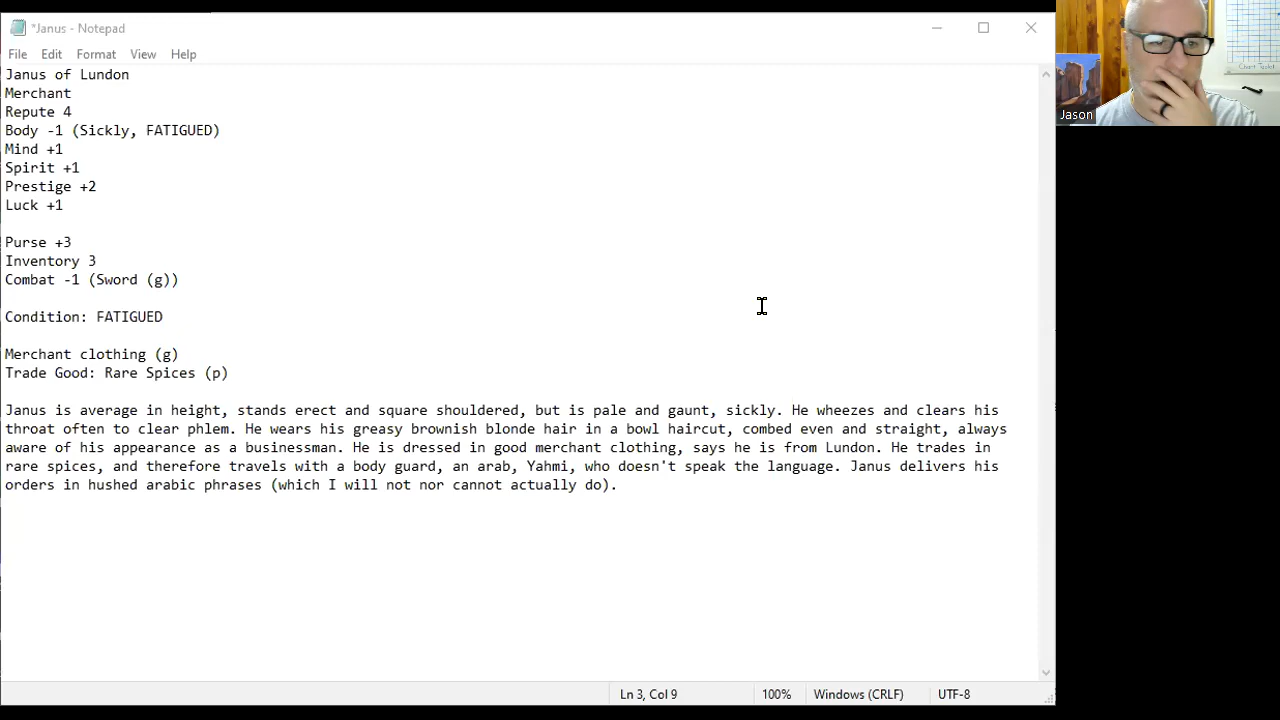 *Janus - Notepad
File Edit Format View Help
Janus of Lundon
Merchant
Repute 4
Body -1 (Sickly, FATIGUED)
Mind +1
Spirit +1
Prestige +2
Luck +1
Purse +3
Inventory 3
Combat -1 (Sword (g))
Condition: FATIGUED
Merchant clothing (g)
Trade Good: Rare Spices (p)
Janus is average in height, stands erect and square shouldered, but is pale and gaunt, sickly. He wheezes and clears his
throat often to clear phlem. He wears his greasy brownish blonde hair in a bowl haircut, combed even and straight, always
aware of his appearance as a businessman. He is dressed in good merchant clothing, says he is from Lundon. He trades in
rare spices, and therefore travels with a body guard, an arab, Yahmi, who doesn't speak the language. Janus delivers his
orders in hushed arabic phrases (which I will not nor cannot actually do).
Ln 3, Col 9 100% Windows (CRLF) UTF-8
Jason